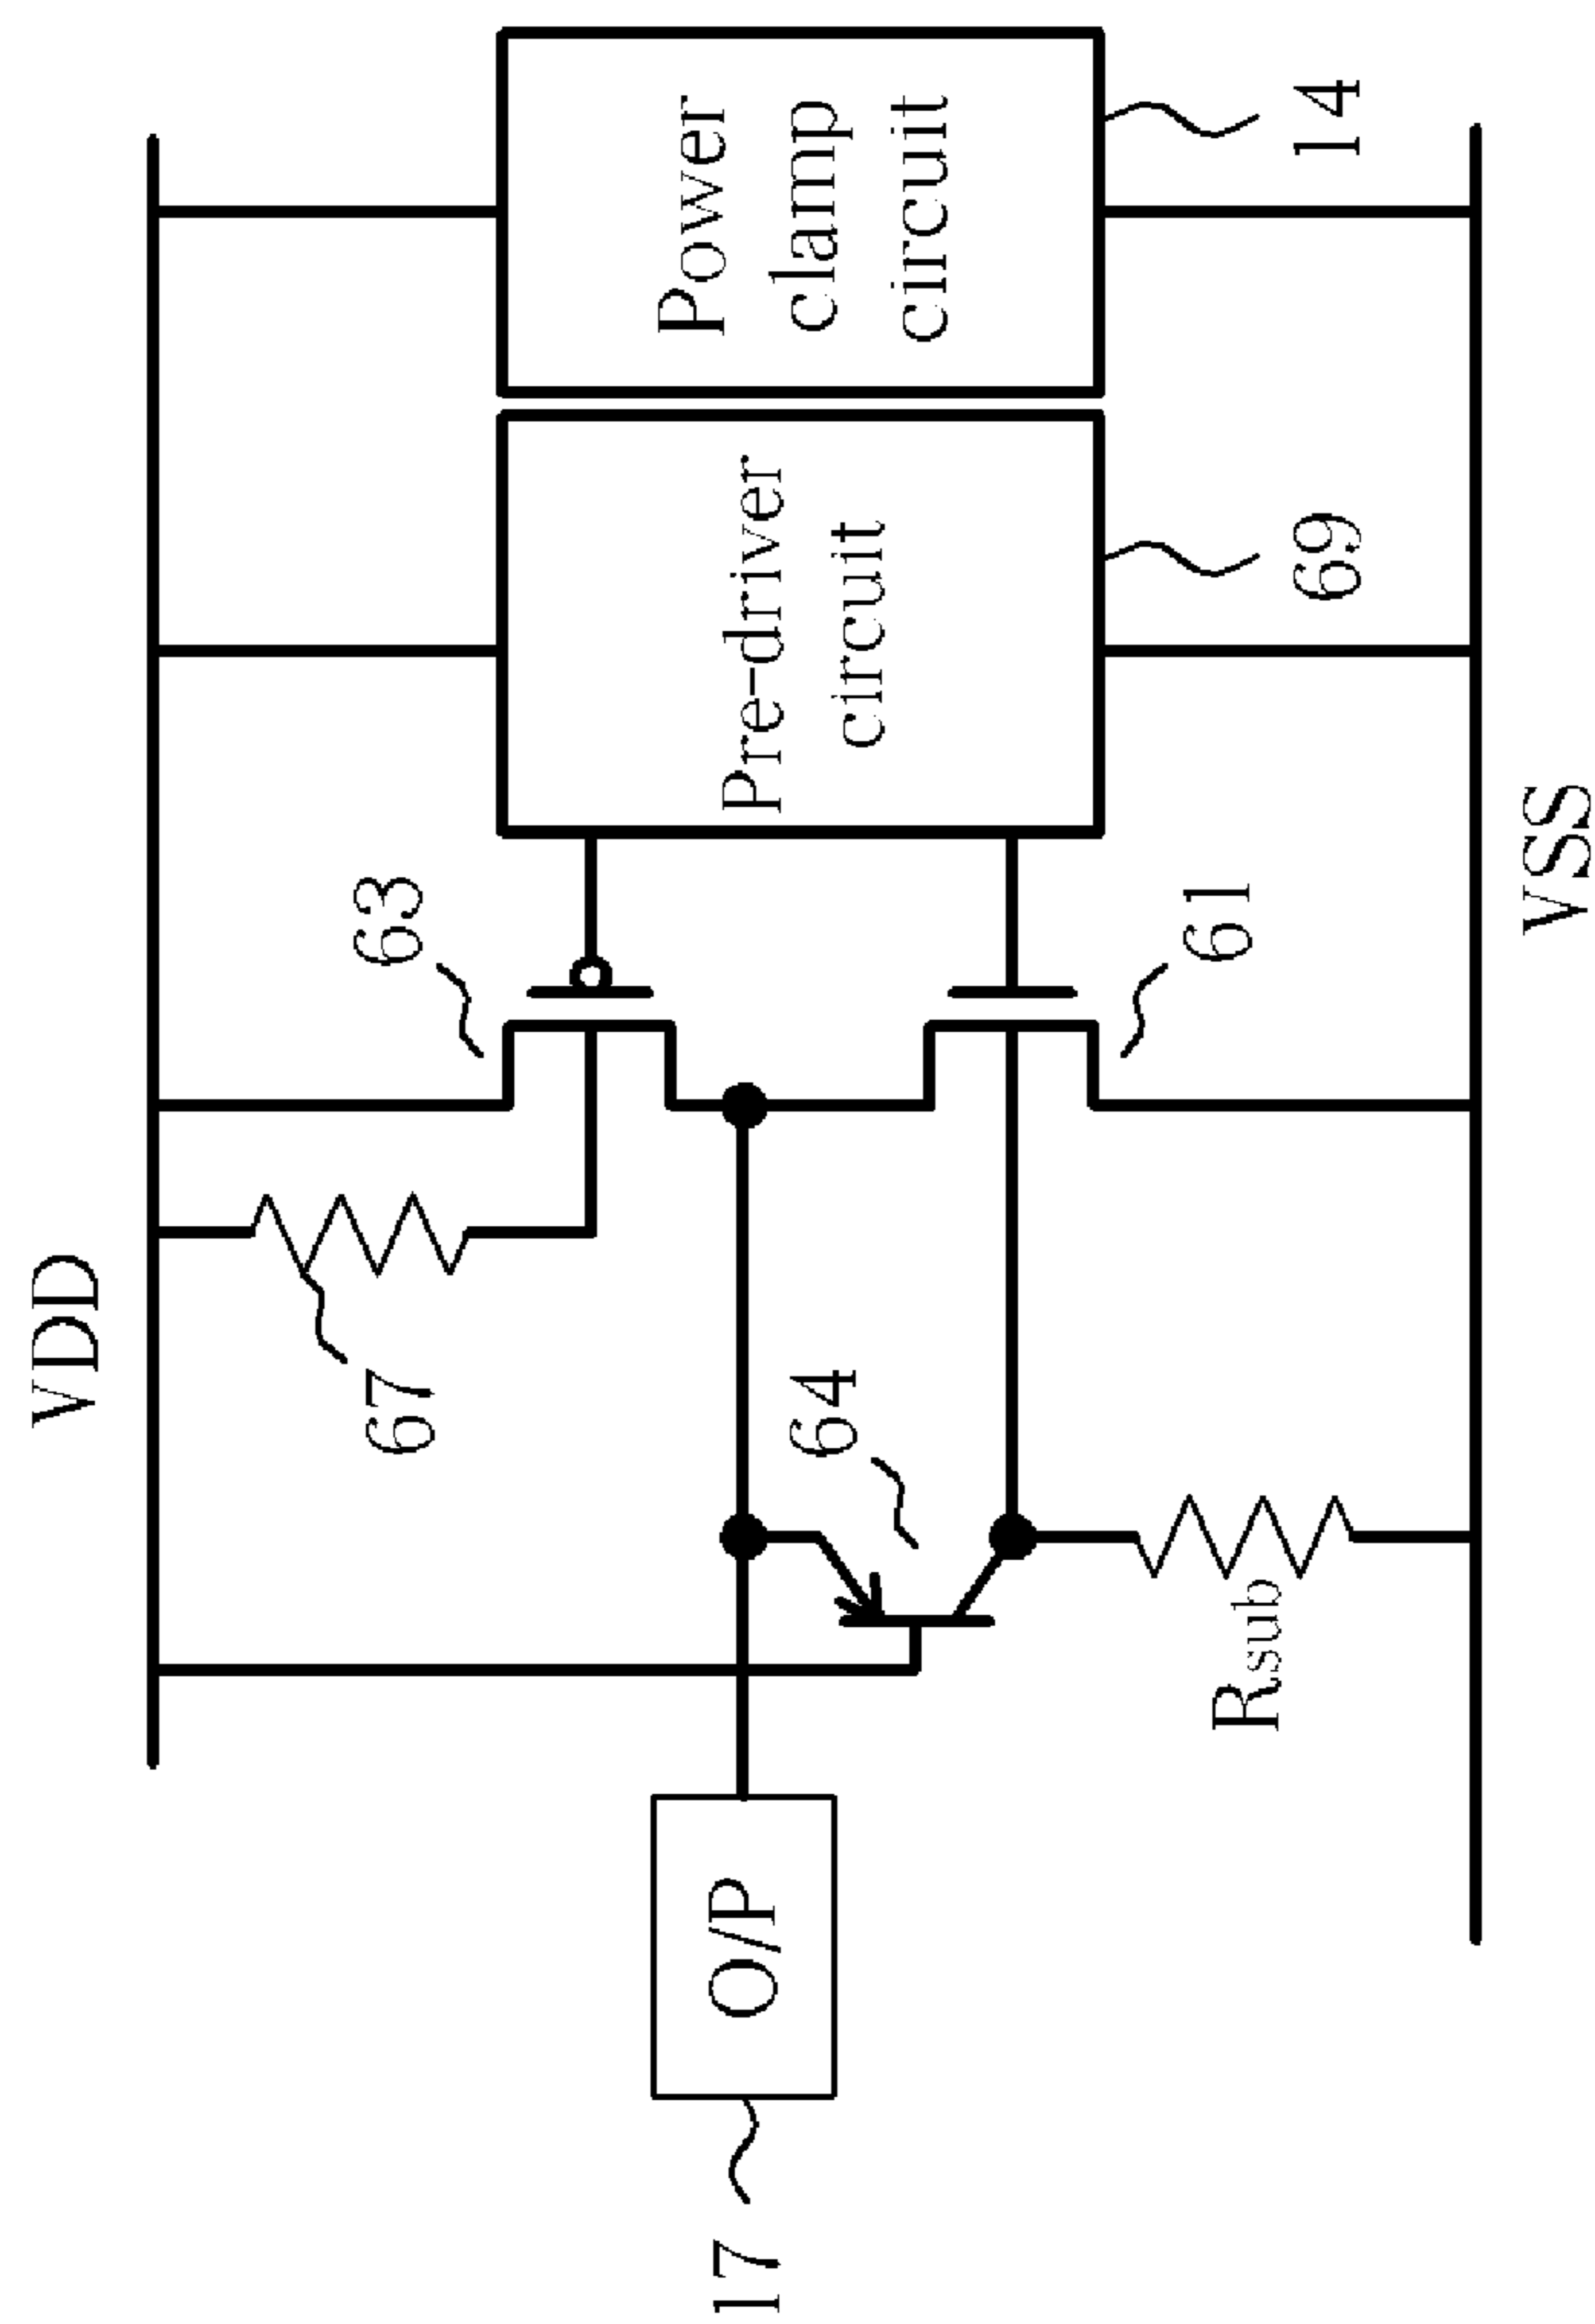 VDD
67
63
Power
clamp
circuit
14
Pre-driver
circuit
69
17
O/P
64
61
Rsub
VSS